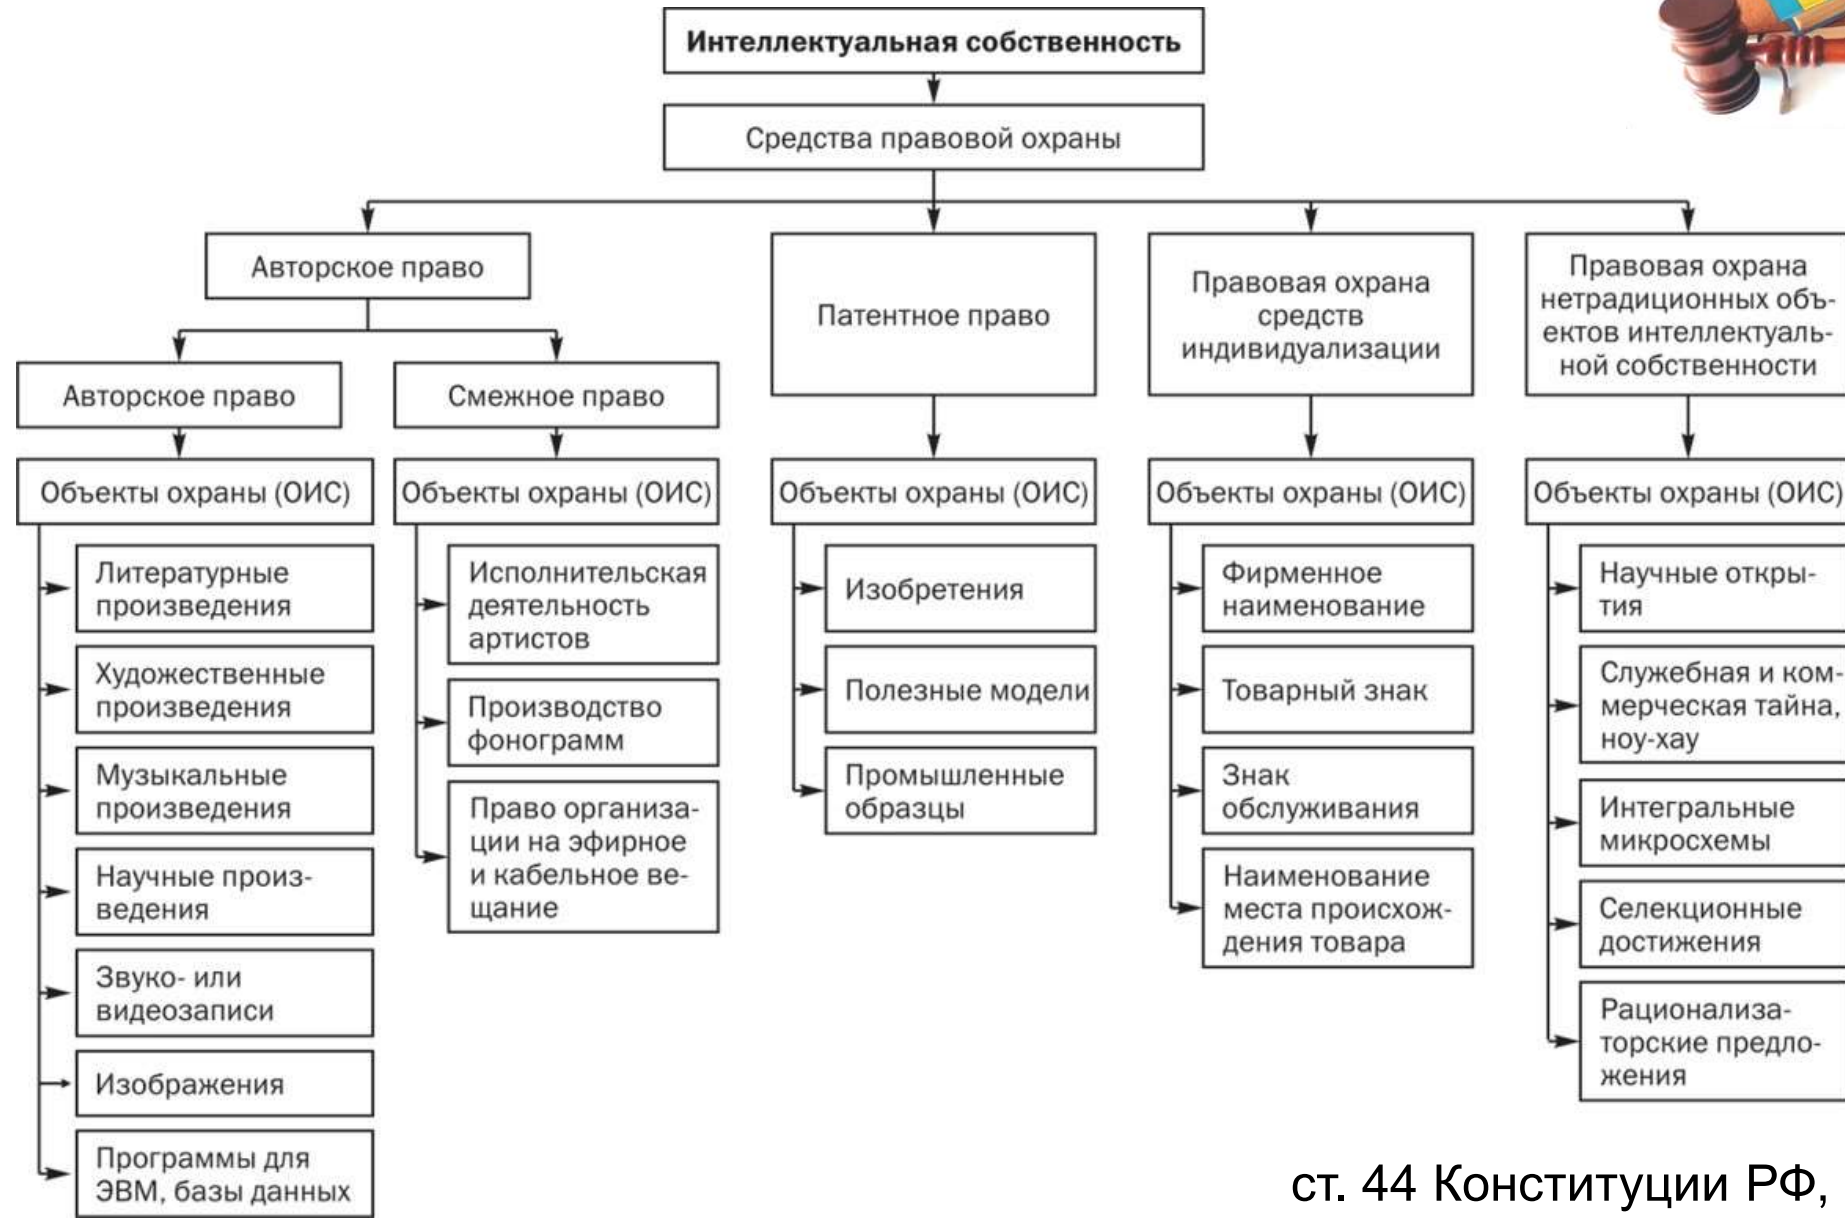 Интеллектуальная собственность
Средства правовой охраны
Авторское право
Авторское право
Объекты охраны (ОИС)
Литературные
произведения
Художественные
произведения
Музыкальные
произведения
Научные произ-
ведения
Звуко- или
видеозаписи
Изображения
Программы для
ЭВМ, базы данных
Смежное право
Объекты охраны (ОИС)
Исполнительская
деятельность
артистов
Производство
фонограмм
Право организа-
ции на эфирное
и кабельное ве-
щание
Патентное право
Объекты охраны (ОИС)
Изобретения
Полезные модели
Промышленные
образцы
Правовая охрана
средств
индивидуализации
Объекты охраны (ОИС)
Фирменное
наименование
Товарный знак
Знак
обслуживания
Наименование
места происхож-
дения товара
Правовая охрана
нетрадиционных объ-
ектов интеллектуаль-
ной собственности
Объекты охраны (ОИС)
Научные откры-
тия
Служебная и ком-
мерческая тайна,
ноу-хау
Интегральные
микросхемы
Селекционные
достижения
Рационализа-
торские предло-
жения
ст. 44 Конституции РФ,